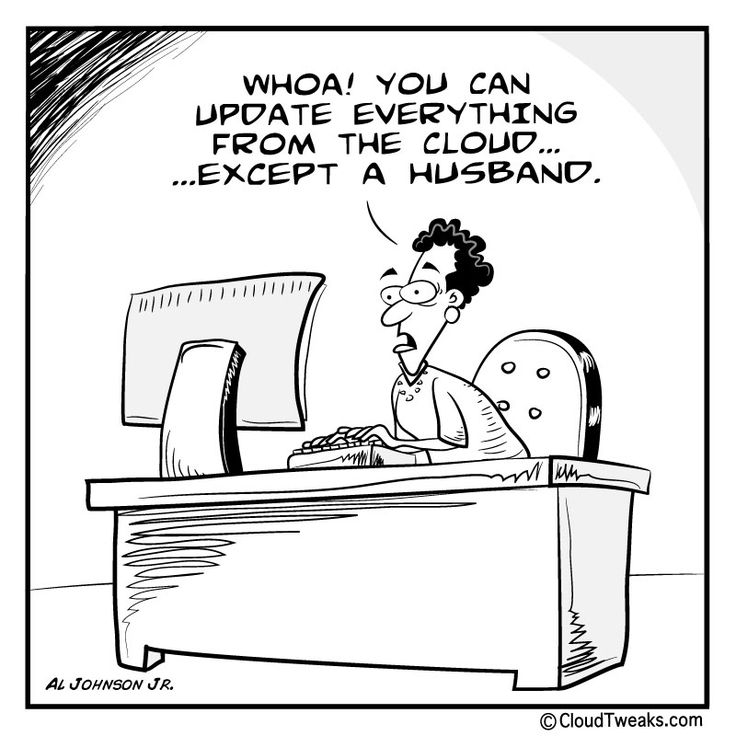 WHOA! YOU CAN
UPDATE EVERYTHING
FROM THE CLOUD...
...EXCEPT A HUSBAND.
AL JOHNSON JR.
© CloudTweaks.com